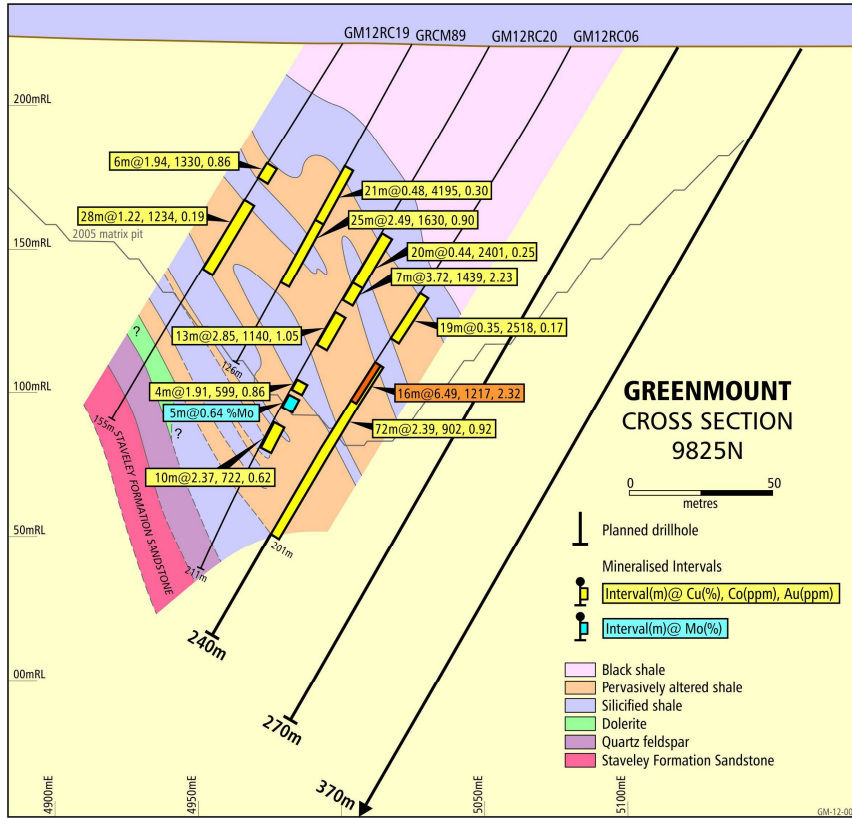 GM12RC19
GRCM89
GM12RC20
GM12RC06
200mRL
6m@1.94, 1330, 0.86
21m@0.48, 4195, 0.30
28m@1.22, 1234, 0.19
25m@2.49, 1630, 0.90
2005 matrix pit
150mRL
20m@0.44, 2401, 0.25
7m@3.72, 1439, 2.23
19m@0.35, 2518, 0.17
13m@2.85, 1140, 1.05
?
126m
100mRL
4m@1.91, 599, 0.86
16m@6.49, 1217, 2.32
5m@0.64 %Mo
155m
72m@2.39, 902, 0.92
?
10m@2.37, 722, 0.62
STAVELEY FORMATION SANDSTONE
50mRL
201m
211m
240m
00mRL
270m
370m
GREENMOUNT
CROSS SECTION
9825N
0
50
metres
Planned drillhole
Mineralised Intervals
Interval(m)@ Cu(%), Co(ppm), Au(ppm)
Interval(m)@ Mo(%)
Black shale
Pervasively altered shale
Silicified shale
Dolerite
Quartz feldspar
Staveley Formation Sandstone
4900mE
4950mE
5050mE
5100mE
GM-12-00